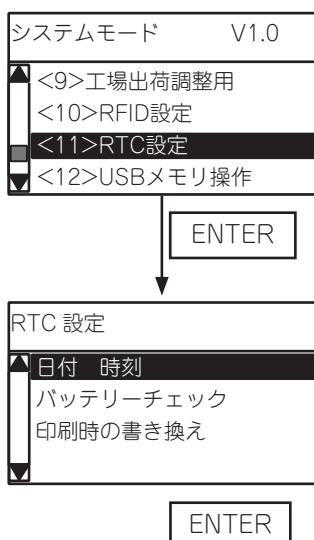 システムモード V1.0
<9>工場出荷調整用
<10>RFID設定
<11>RTC設定
<12>USBメモリ操作
ENTER
RTC 設定
日付 時刻
バッテリーチェック
印刷時の書き換え
ENTER